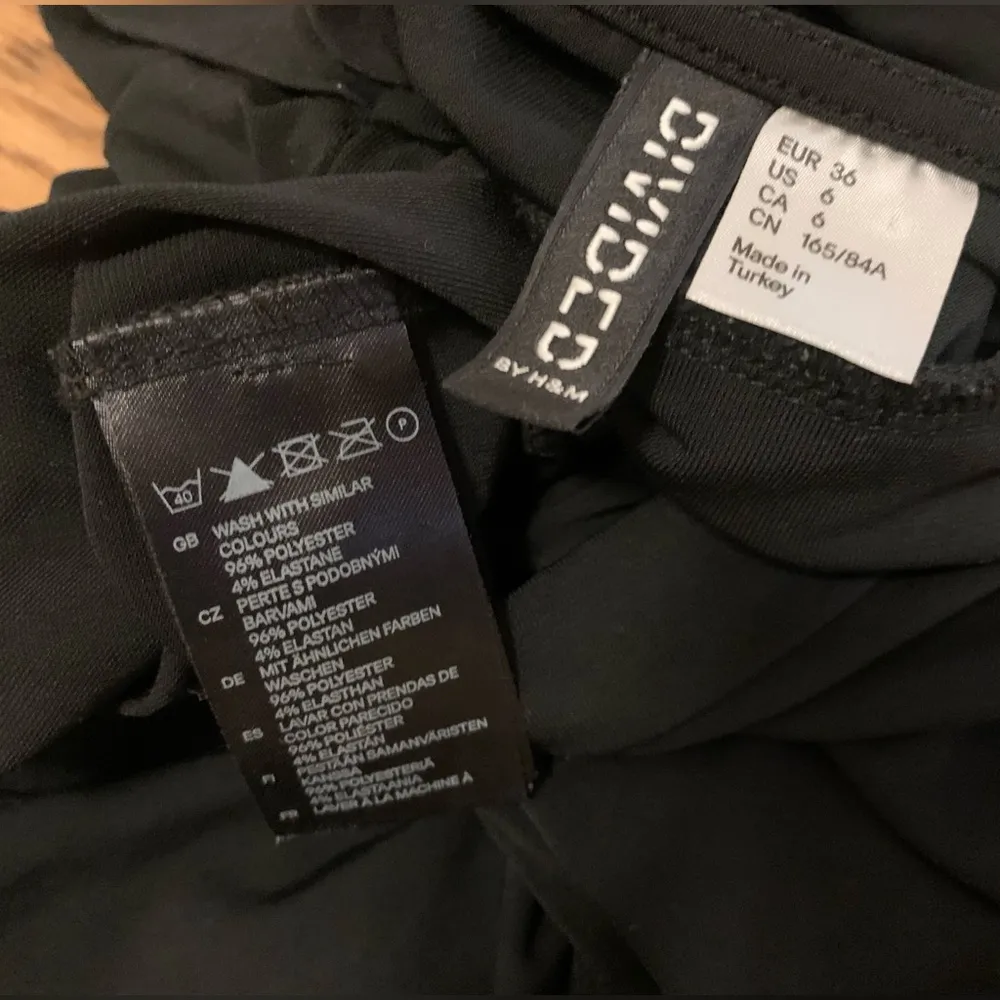 DIVIDED
BY H&M
EUR 36
US 6
CA 6
CN 165/84A
Made in
Turkey
40
P
GB WASH WITH SIMILAR
COLOURS
96% POLYESTER
4% ELASTANE
CZ PERTE S PODOBNÝMI
BARVAMI
96% POLYESTER
4% ELASTAN
DE MIT ÄHNLICHEN FARBEN
WASCHEN
96% POLYESTER
4% ELASTHAN
ES LAVAR CON PRENDAS DE
COLOR PARECIDO
96% POLIÉSTER
4% ELASTÁN
FI PESTÄÄN SAMANVÄRISTEN
KANSSA
96% POLYESTERIÄ
4% ELASTAANIA
FR LAVER À LA MACHINE À